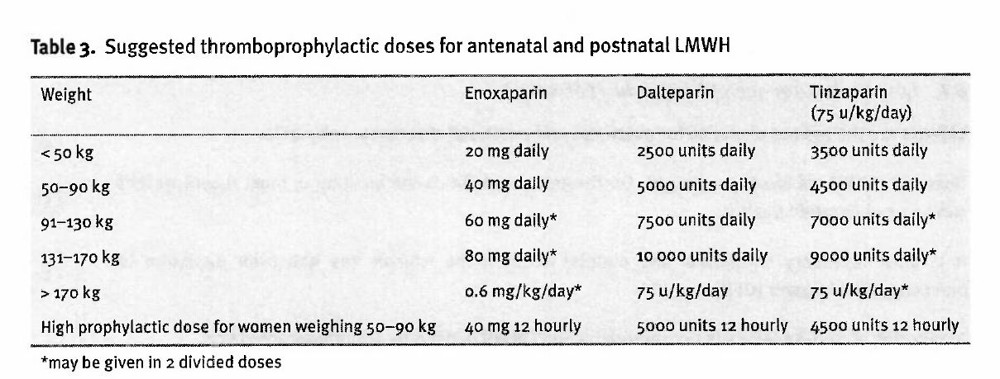 Table 3. Suggested thromboprophylactic doses for antenatal and postnatal LMWH
Weight Enoxaparin Dalteparin Tinzaparin
(75 u/kg/day)
< 50 kg 20 mg daily 2500 units daily 3500 units daily
50–90 kg 40 mg daily 5000 units daily 4500 units daily
91–130 kg 60 mg daily* 7500 units daily 7000 units daily*
131–170 kg 80 mg daily* 10 000 units daily 9000 units daily*
> 170 kg 0.6 mg/kg/day* 75 u/kg/day 75 u/kg/day*
High prophylactic dose for women weighing 50–90 kg 40 mg 12 hourly 5000 units 12 hourly 4500 units 12 hourly
*may be given in 2 divided doses